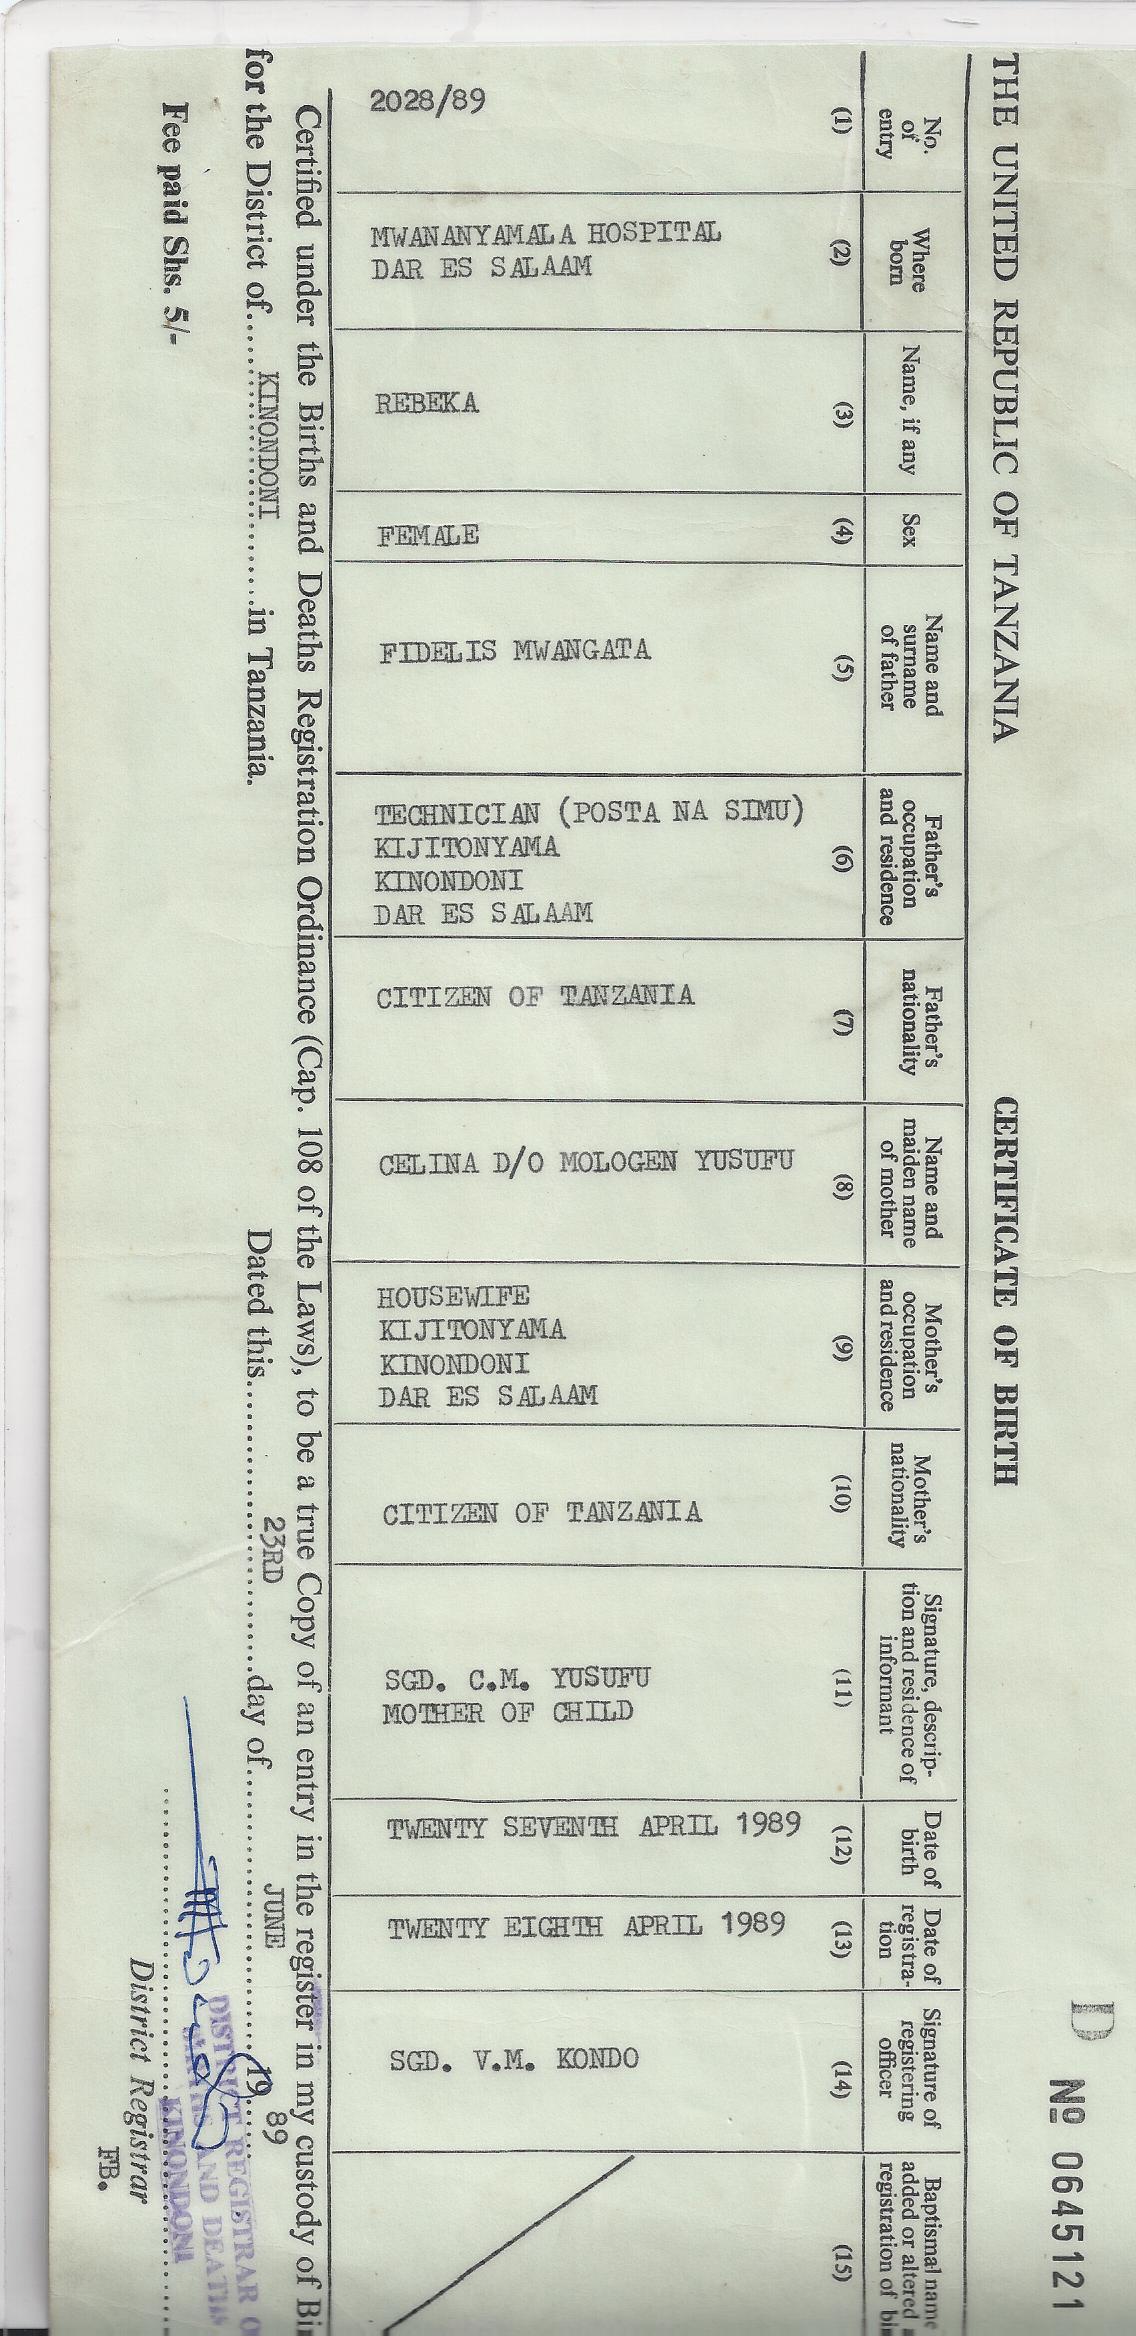 D
No 0645121
THE UNITED REPUBLIC OF TANZANIA
CERTIFICATE OF BIRTH
No.
of
entry
(1)
2028/89
Where
born
(2)
MWANANYAMALA HOSPITAL
DAR ES SALAAM
Name, if any
(3)
REBEKA
Sex
(4)
FEMALE
Name and
surname
of father
(5)
FIDELIS MWANGATA
Father's
occupation
and residence
(6)
TECHNICIAN (POSTA NA SIMU)
KIJITONYAMA
KINONDONI
DAR ES SALAAM
Father's
nationality
(7)
CITIZEN OF TANZANIA
Name and
maiden name
of mother
(8)
CELINA D/O MOLOGEN YUSUFU
Mother's
occupation
and residence
(9)
HOUSEWIFE
KIJITONYAMA
KINONDONI
DAR ES SALAAM
Mother's
nationality
(10)
CITIZEN OF TANZANIA
Signature, descrip-
tion and residence of
informant
(11)
SGD. C.M. YUSUFU
MOTHER OF CHILD
Date of
birth
(12)
TWENTY SEVENTH APRIL 1989
Date of
registra-
tion
(13)
TWENTY EIGHTH APRIL 1989
Signature of
registering
officer
(14)
SGD. V.M. KONDO
Baptismal name
added or altered
registration of
(15)
Certified under the Births and Deaths Registration Ordinance (Cap. 108 of the Laws), to be a true Copy of an entry in the register in my custody of
for the District of KINONDONI in Tanzania. Dated this 23RD day of JUNE 19 89
Fee paid Shs. 5/-
DISTRICT REGISTRAR
BIRTHS AND DEATHS
KINONDONI
District Registrar
FB.